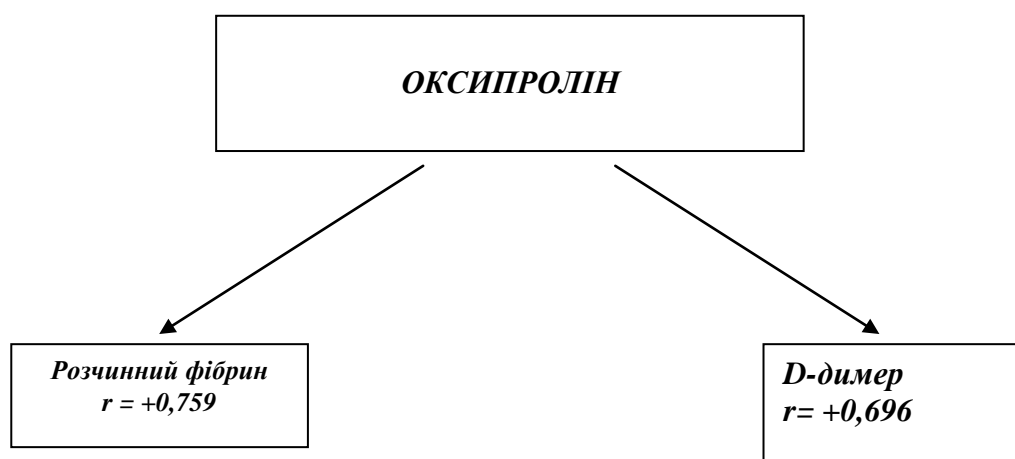 ОКСИПРОЛІН
Розчинний фібрин
r = +0,759
D-димер
r= +0,696